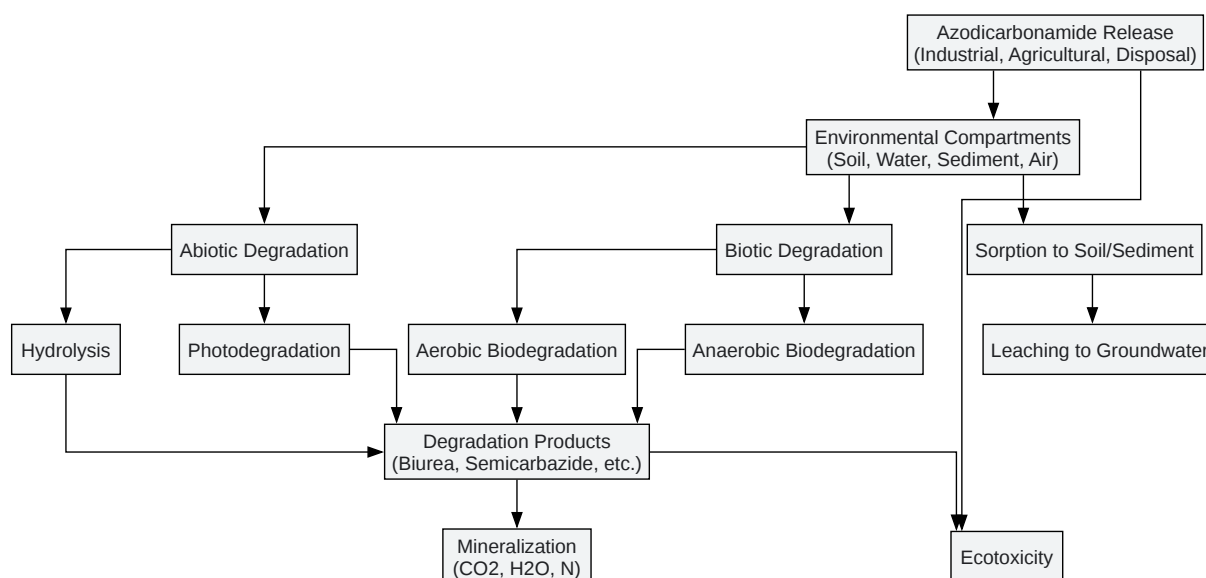 Azodicarbonamide Release
(Industrial, Agricultural, Disposal)
Environmental Compartments
(Soil, Water, Sediment, Air)
Abiotic Degradation
Biotic Degradation
Sorption to Soil/Sediment
Hydrolysis
Photodegradation
Aerobic Biodegradation
Anaerobic Biodegradation
Leaching to Groundwater
Degradation Products
(Biurea, Semicarbazide, etc.)
Mineralization
(CO2, H2O, N)
Ecotoxicity